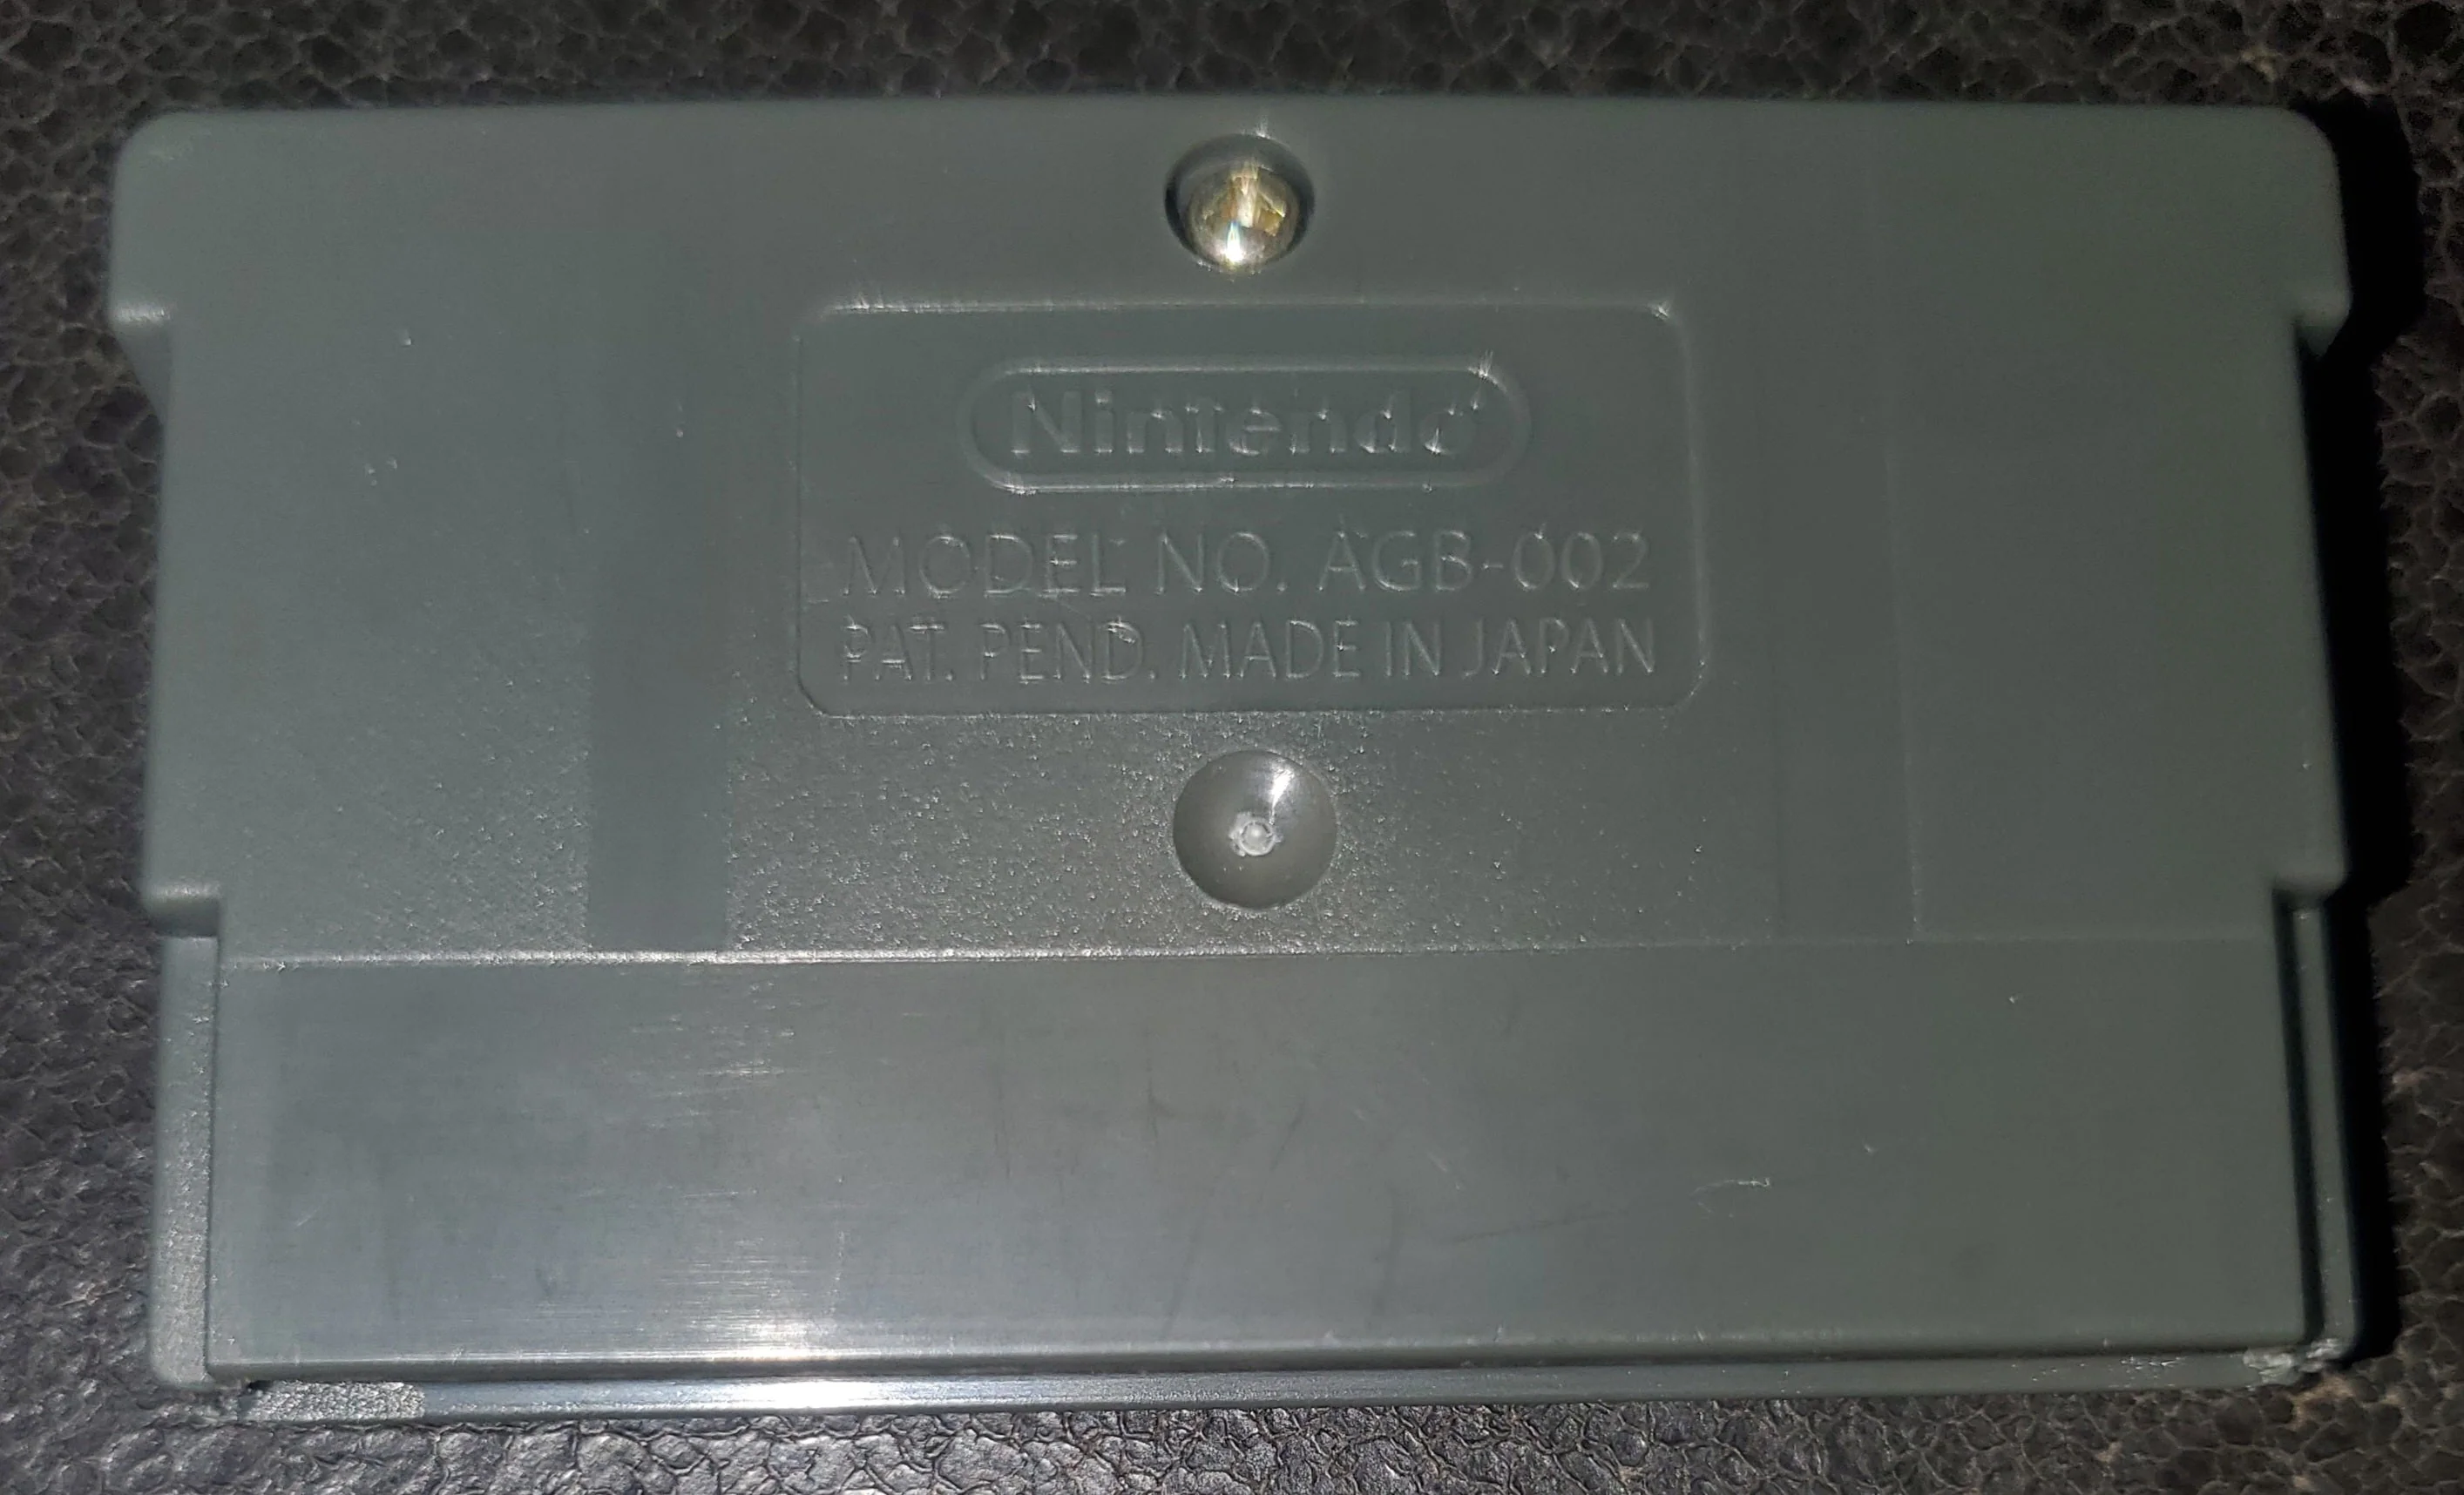 Nintendo
MODEL NO. AGB-002
PAT. PEND. MADE IN JAPAN